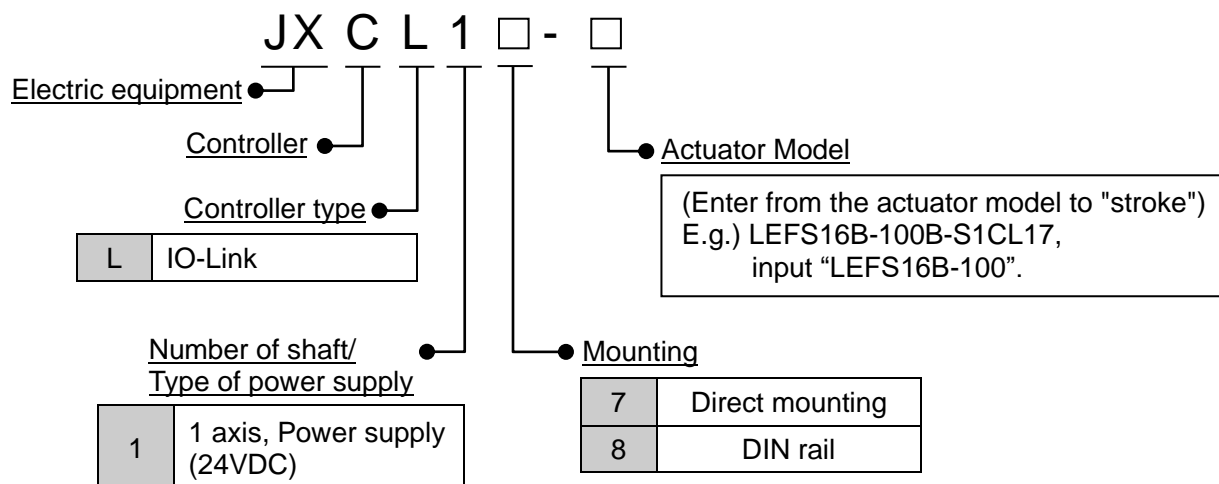 JX C L 1 □ - □
Electric equipment
Controller
Actuator Model
(Enter from the actuator model to "stroke")
E.g.) LEFS16B-100B-S1CL17,
input “LEFS16B-100”.
Controller type
L IO-Link
Number of shaft/
Type of power supply
1 1 axis, Power supply
(24VDC)
Mounting
7 Direct mounting
8 DIN rail